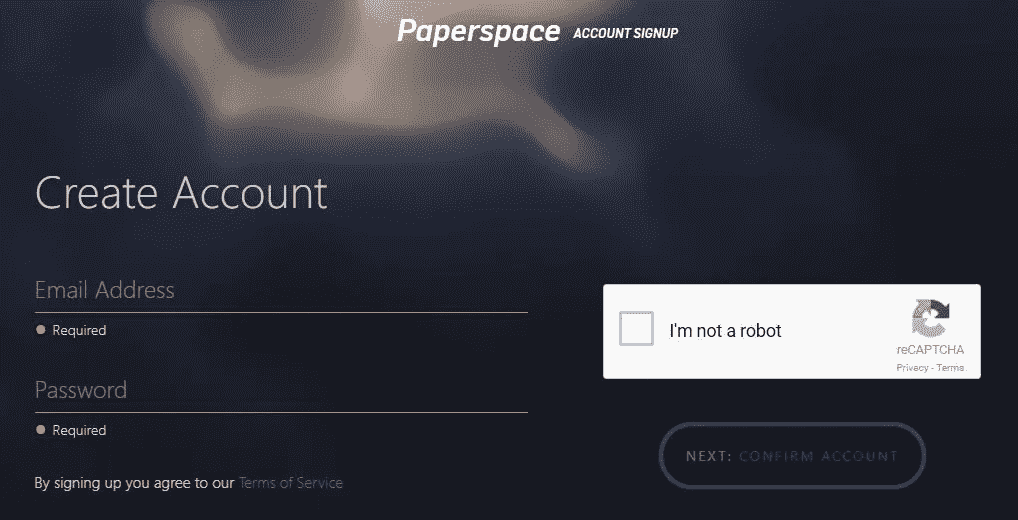 Paperspace ACCOUNT SIGNUP
Create Account
Email Address
Required
Password
Required
By signing up you agree to our Terms of Service
I'm not a robot
reCAPTCHA
Privacy - Terms
NEXT: CONFIRM ACCOUNT